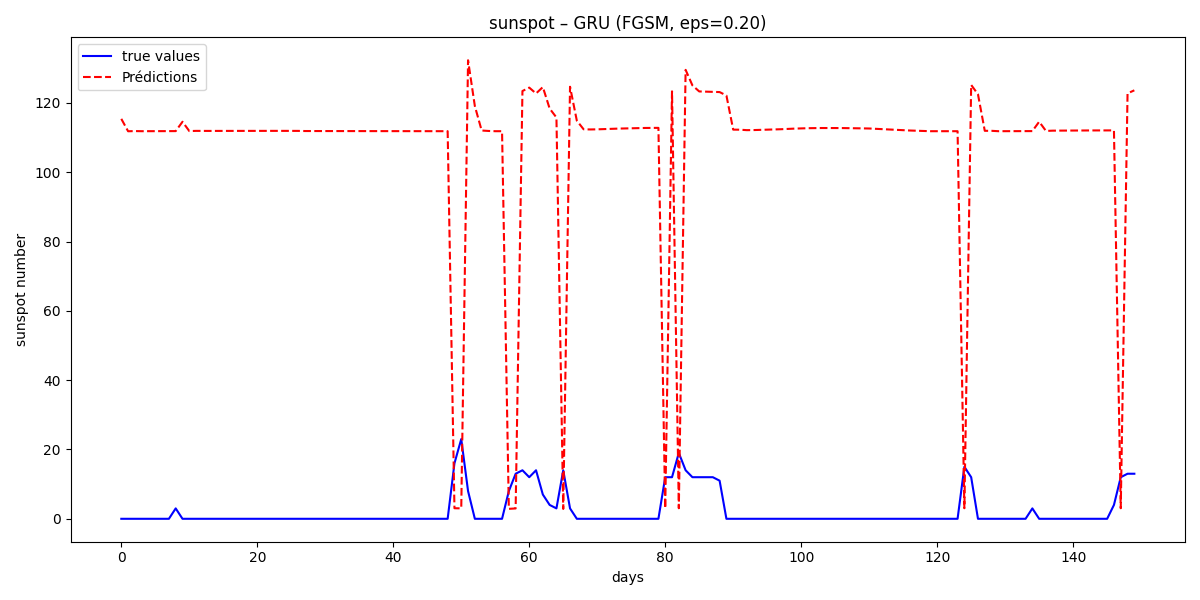 sunspot – GRU (FGSM, eps=0.20)
true values
Prédictions
sunspot number
120
100
80
60
40
20
0
0 20 40 60 80 100 120 140
days